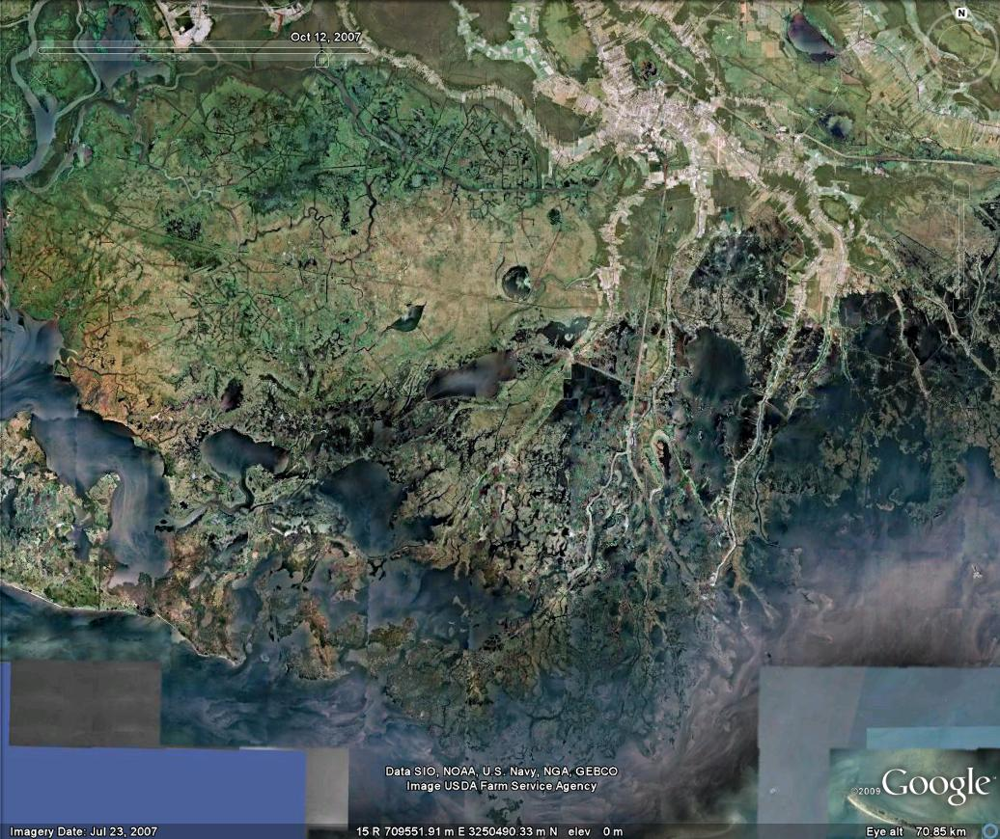 N
Oct 12, 2007
Data SIO, NOAA, U.S. Navy, NGA, GEBCO
Image USDA Farm Service Agency
©2009 Google
Imagery Date: Jul 23, 2007
15 R 709551.91 m E 3250490.33 m N elev 0 m
Eye alt 70.85 km